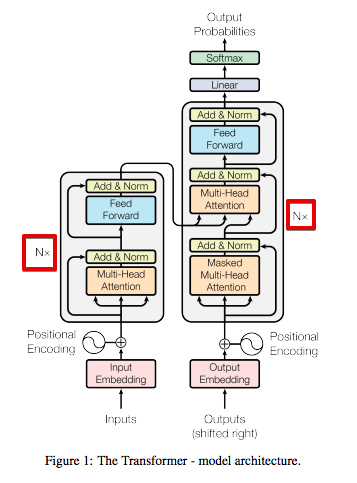 Output
Probabilities
Softmax
Linear
Add & Norm
Feed
Forward
Add & Norm
Multi-Head
Attention
Add & Norm
Masked
Multi-Head
Attention
N×
Add & Norm
Feed
Forward
Add & Norm
Multi-Head
Attention
N×
Positional
Encoding
Positional
Encoding
Input
Embedding
Output
Embedding
Inputs
Outputs
(shifted right)
Figure 1: The Transformer - model architecture.